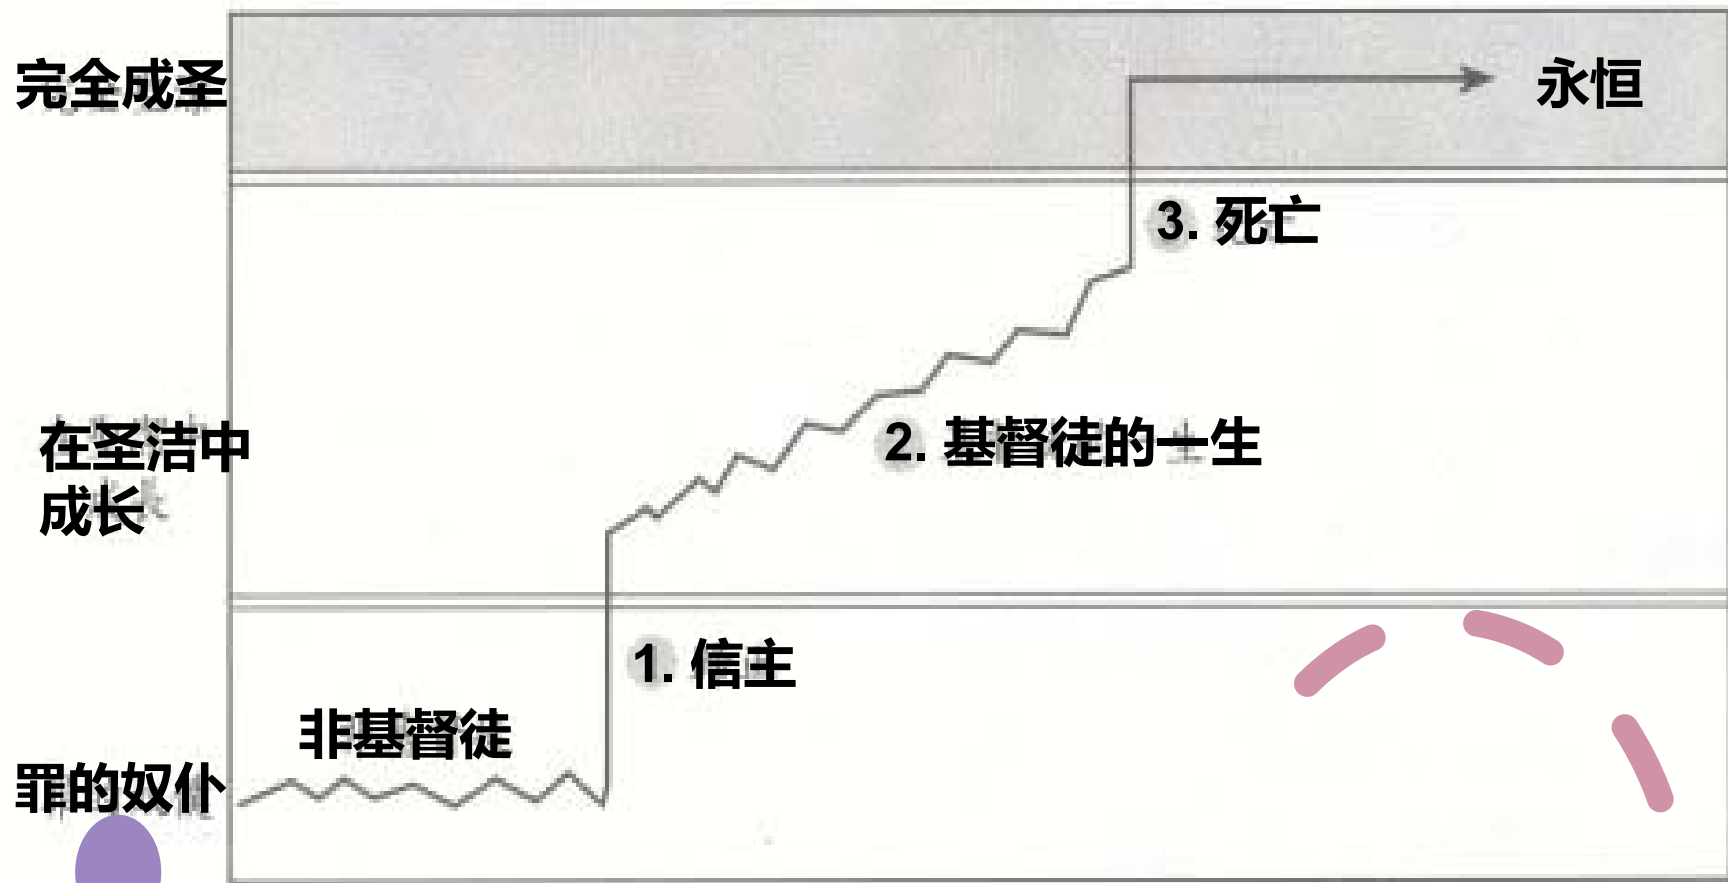 完全成圣
永恒
3. 死亡
在圣洁中
成长
2. 基督徒的一生
1. 信主
非基督徒
罪的奴仆